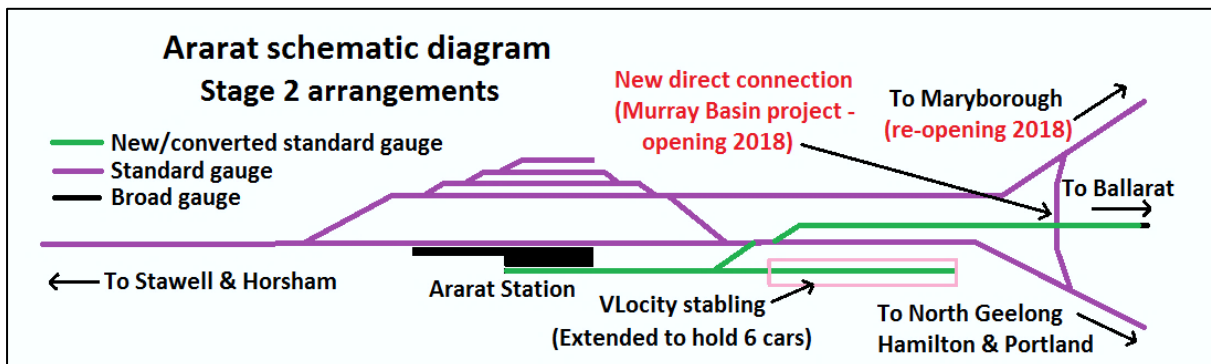 Ararat schematic diagram
Stage 2 arrangements
New/converted standard gauge
Standard gauge
Broad gauge
New direct connection
(Murray Basin project -
opening 2018)
To Maryborough
(re-opening 2018)
To Ballarat
To Stawell & Horsham
Ararat Station
VLocity stabling
(Extended to hold 6 cars)
To North Geelong
Hamilton & Portland